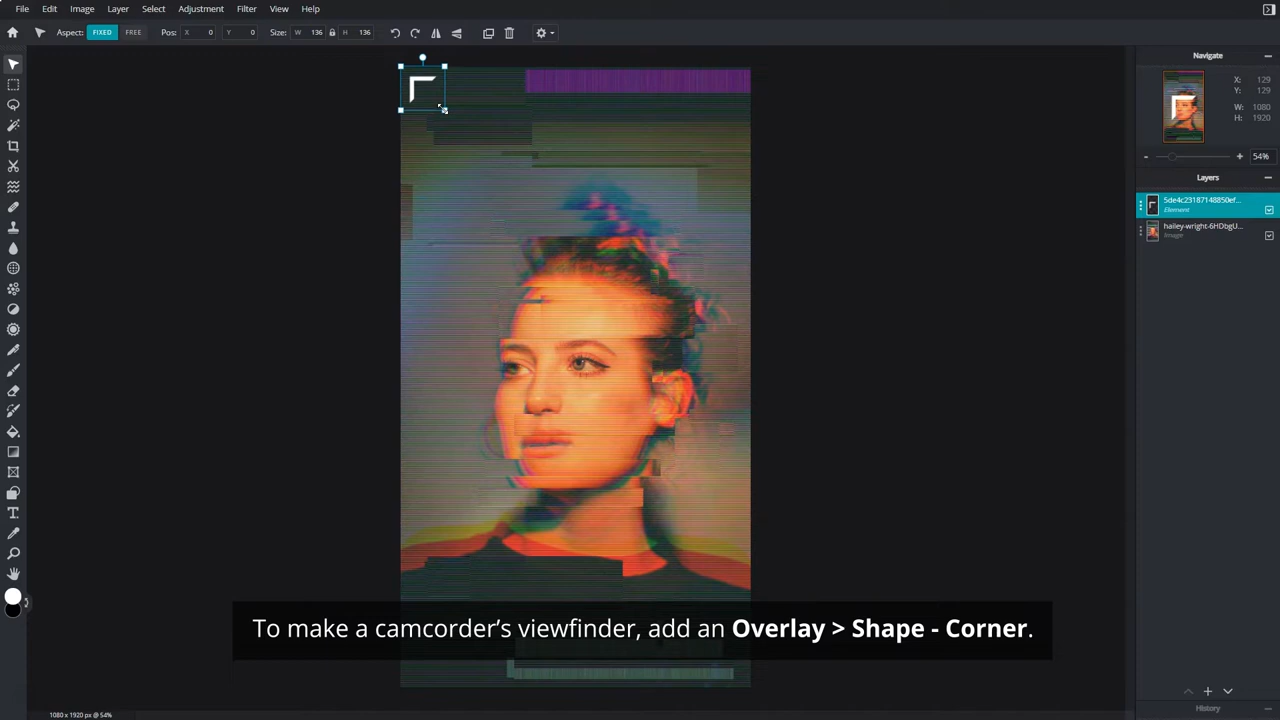 File Edit Image Layer Select Adjustment Filter View Help
Aspect: FIXED FREE Pos: X 0 Y 0 Size: W 136 H 136
Navigate
X: 129
Y: 129
W: 1080
H: 1920
- + 54%
Layers
5de4c23187148850ef...
Element
hailey-wright-6HDbgU...
Image
To make a camcorder's viewfinder, add an Overlay > Shape - Corner.
History
1080 x 1920 px @ 54%